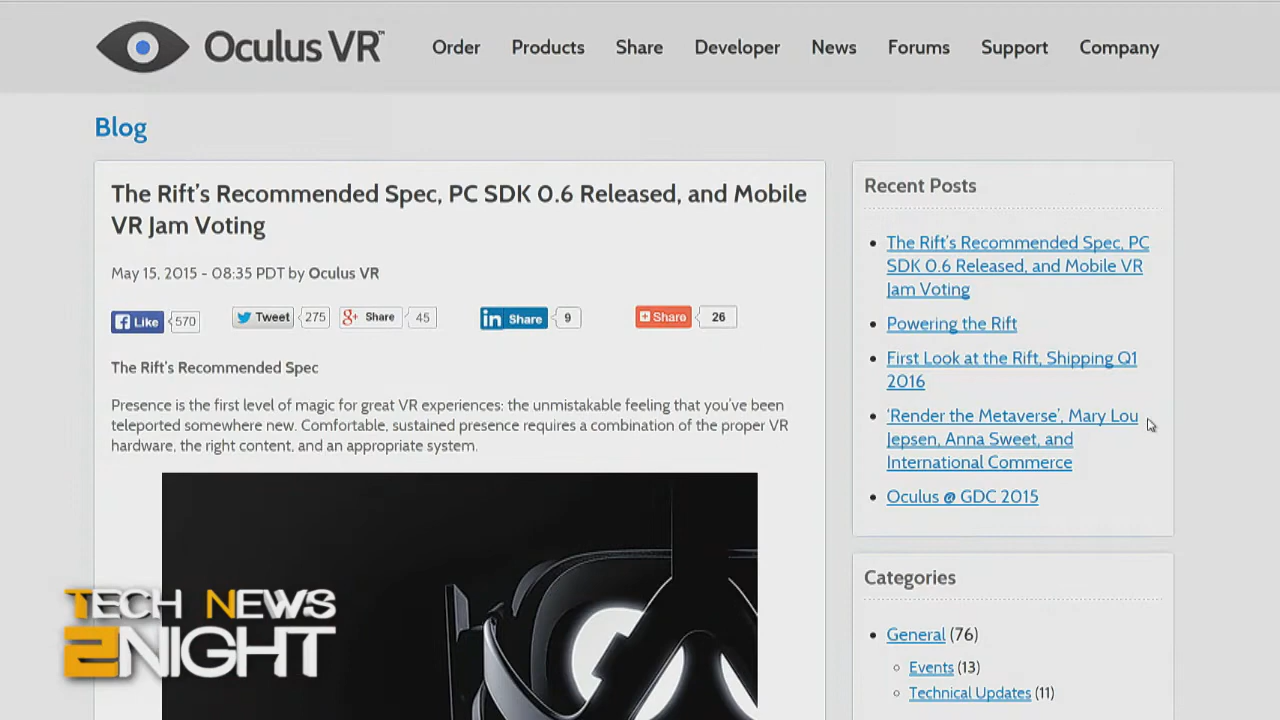 Oculus VR™
Order Products Share Developer News Forums Support Company
Blog
The Rift's Recommended Spec, PC SDK 0.6 Released, and Mobile
VR Jam Voting
May 15, 2015 - 08:35 PDT by Oculus VR
Like 570 Tweet 275 Share 45 in Share 9 Share 26
The Rift's Recommended Spec
Presence is the first level of magic for great VR experiences: the unmistakable feeling that you've been
teleported somewhere new. Comfortable, sustained presence requires a combination of the proper VR
hardware, the right content, and an appropriate system.
Recent Posts
The Rift's Recommended Spec, PC
SDK 0.6 Released, and Mobile VR
Jam Voting
Powering the Rift
First Look at the Rift, Shipping Q1
2016
'Render the Metaverse', Mary Lou
Jepsen, Anna Sweet, and
International Commerce
Oculus @ GDC 2015
Categories
General (76)
Events (13)
Technical Updates (11)
TECH NEWS
2NIGHT